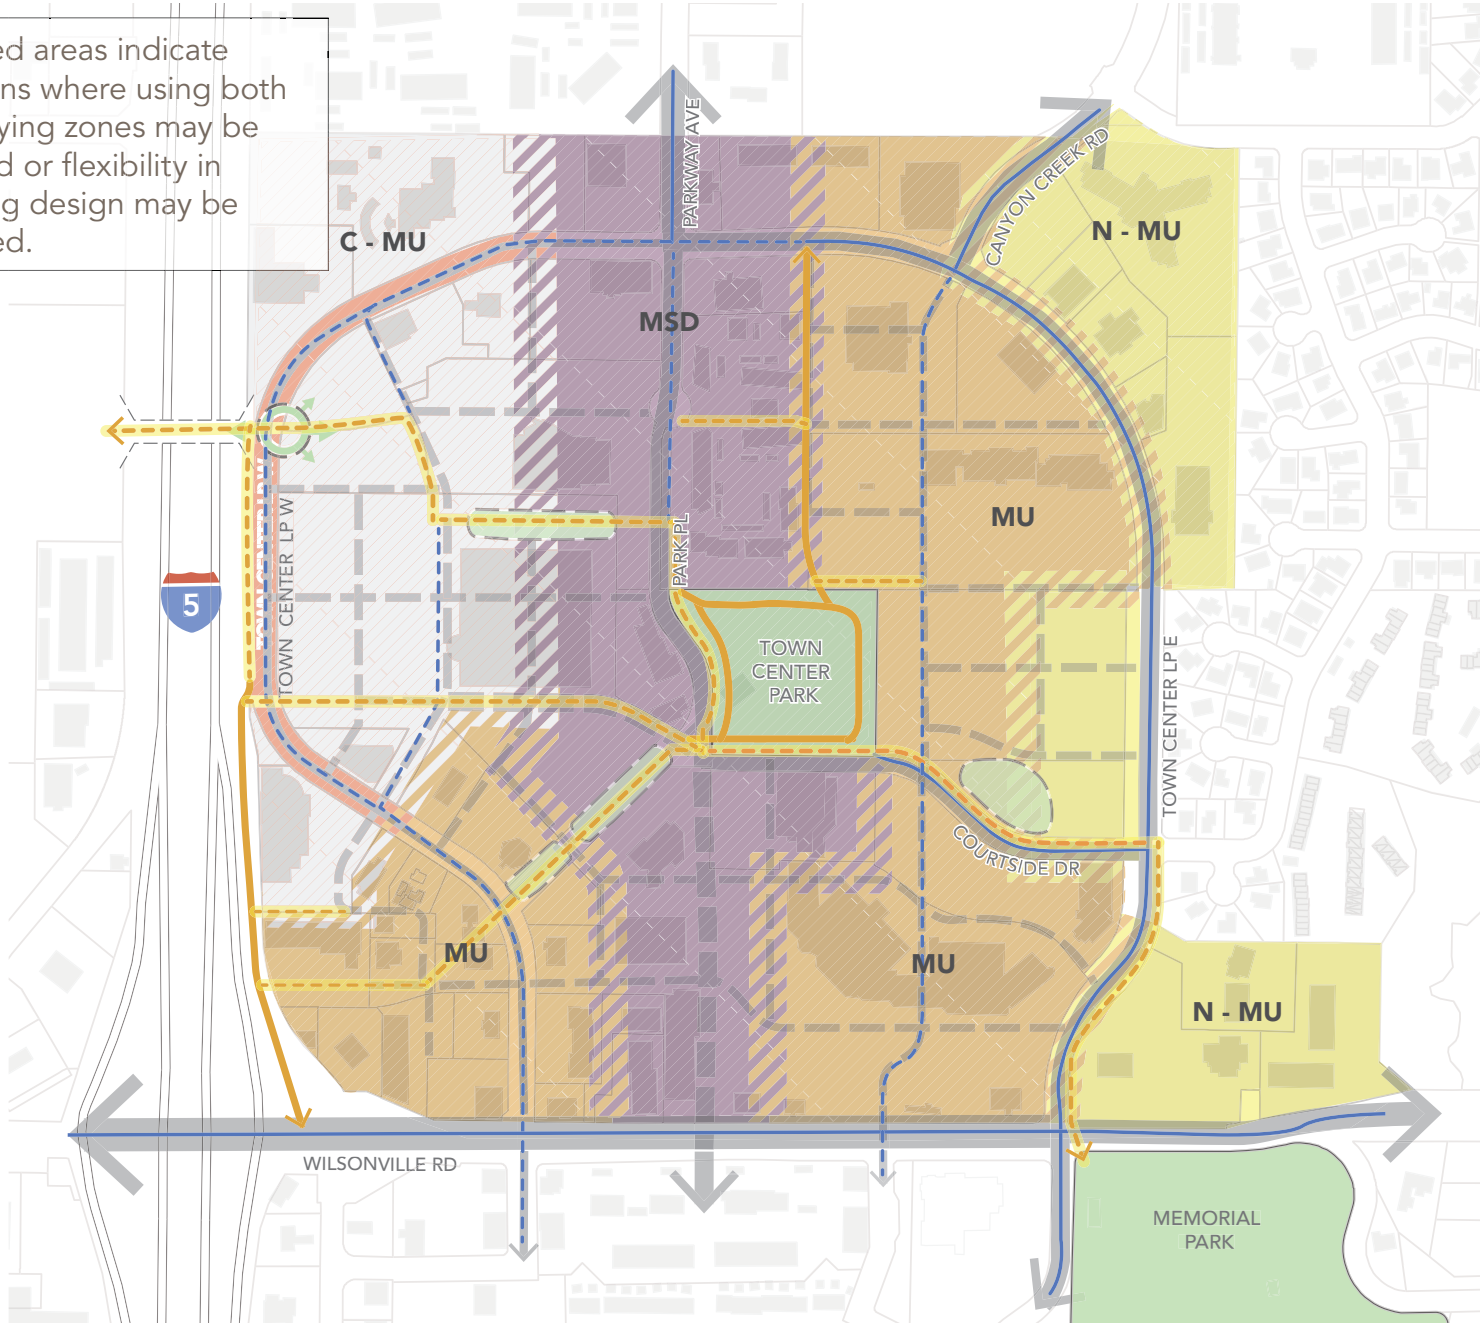 ed areas indicate
ns where using both
ying zones may be
d or flexibility in
g design may be
ed.
C - MU
PARKWAY AVE
CANYON CREEK RD
N - MU
MSD
MU
TOWN CENTER LP W
PARK PL
5
TOWN
CENTER
PARK
TOWN CENTER LP E
COURTSIDE DR
MU
MU
N - MU
WILSONVILLE RD
MEMORIAL
PARK